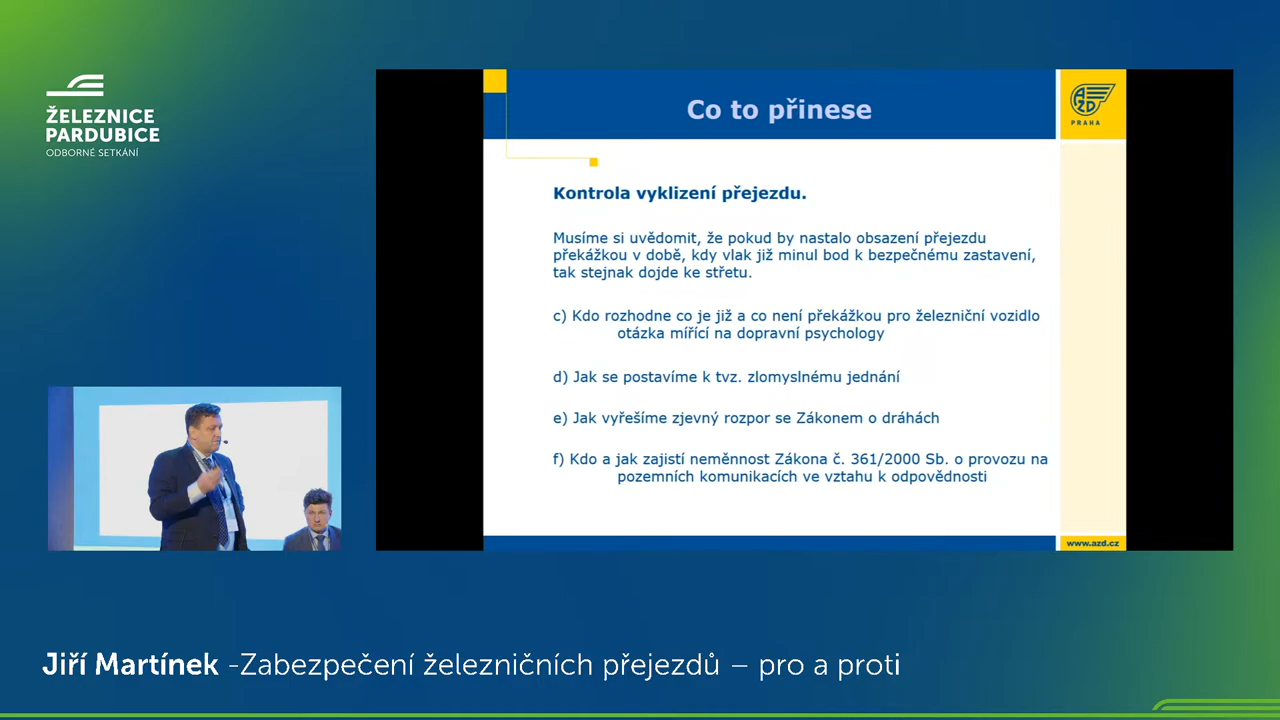 ŽELEZNICE
PARDUBICE
ODBORNÉ SETKÁNÍ
Co to přinese
AŽD
PRAHA
Kontrola vyklizení přejezdu.
Musíme si uvědomit, že pokud by nastalo obsazení přejezdu
překážkou v době, kdy vlak již minul bod k bezpečnému zastavení,
tak stejnak dojde ke střetu.
c) Kdo rozhodne co je již a co není překážkou pro železniční vozidlo
otázka mířící na dopravní psychology
d) Jak se postavíme k tvz. zlomyslnému jednání
e) Jak vyřešíme zjevný rozpor se Zákonem o dráhách
f) Kdo a jak zajistí neměnnost Zákona č. 361/2000 Sb. o provozu na
pozemních komunikacích ve vztahu k odpovědnosti
www.azd.cz
Jiří Martínek -Zabezpečení železničních přejezdů – pro a proti